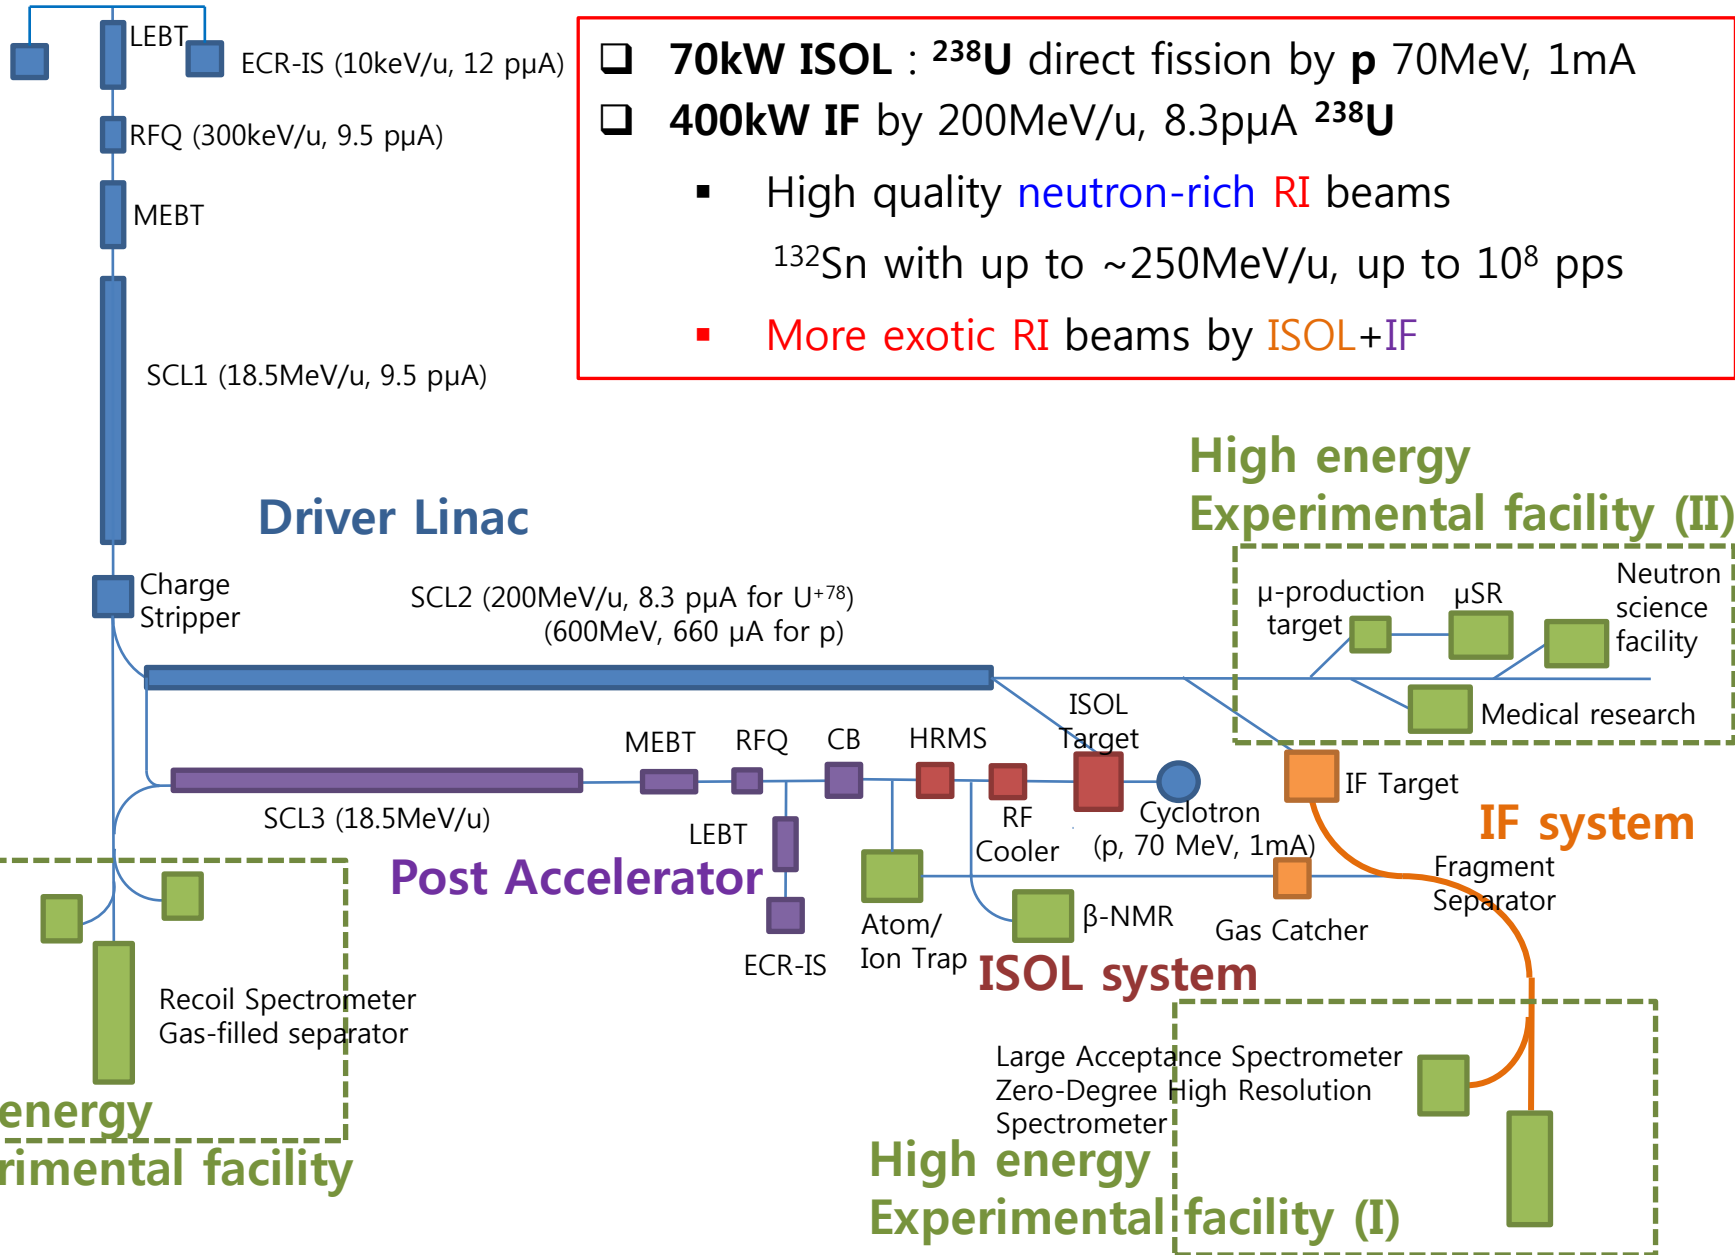 LEBT
ECR-IS (10keV/u, 12 pμA)
RFQ (300keV/u, 9.5 pμA)
MEBT
SCL1 (18.5MeV/u, 9.5 pμA)
❑ 70kW ISOL : ²³⁸U direct fission by p 70MeV, 1mA
❑ 400kW IF by 200MeV/u, 8.3pμA ²³⁸U
▪ High quality neutron-rich RI beams
¹³²Sn with up to ~250MeV/u, up to 10⁸ pps
▪ More exotic RI beams by ISOL+IF
Driver Linac
High energy
Experimental facility (II)
Charge
Stripper
SCL2 (200MeV/u, 8.3 pμA for U⁺⁷⁸)
(600MeV, 660 μA for p)
μ-production
target
μSR
Neutron
science
facility
Medical research
ISOL
Target
MEBT
RFQ
CB
HRMS
SCL3 (18.5MeV/u)
LEBT
RF
Cooler
Cyclotron
(p, 70 MeV, 1mA)
IF Target
IF system
Post Accelerator
Fragment
Separator
Atom/
Ion Trap
β-NMR
Gas Catcher
ECR-IS
ISOL system
Recoil Spectrometer
Gas-filled separator
Large Acceptance Spectrometer
Zero-Degree High Resolution
Spectrometer
energy
rimental facility
High energy
Experimental facility (I)